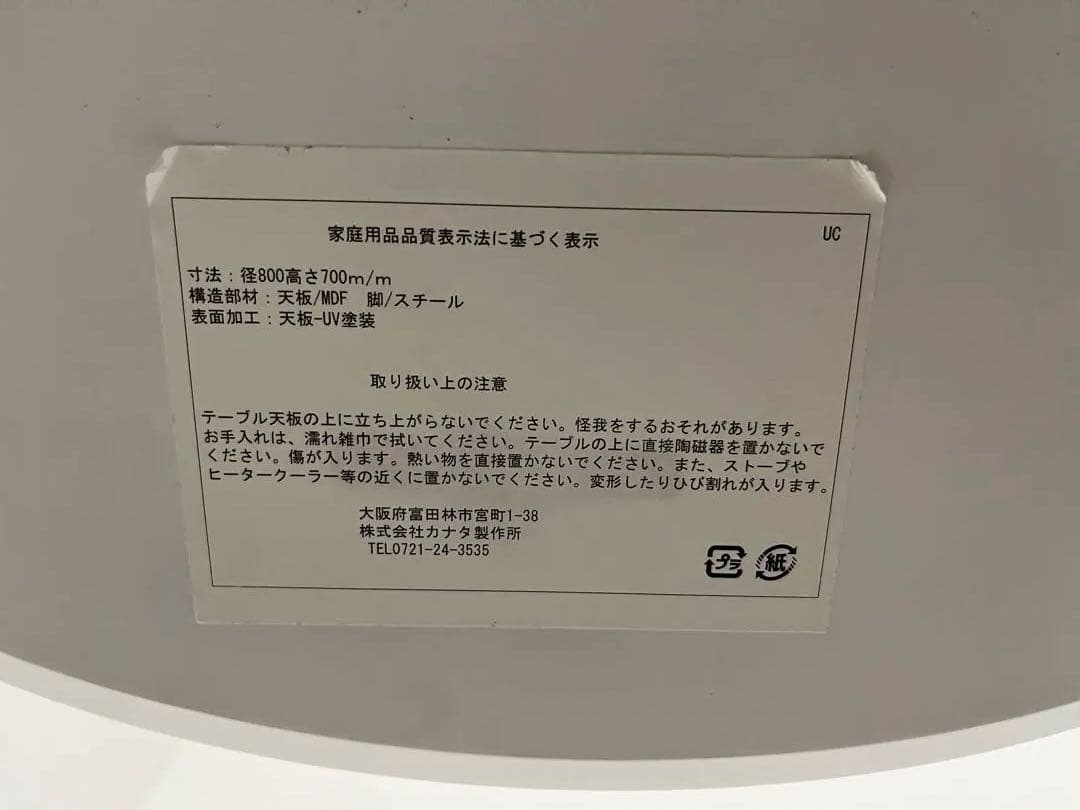 家庭用品品質表示法に基づく表示
UC
寸法：径800高さ700m/m
構造部材：天板/MDF　脚/スチール
表面加工：天板-UV塗装
取り扱い上の注意
テーブル天板の上に立ち上がらないでください。怪我をするおそれがあります。
お手入れは、濡れ雑巾で拭いてください。テーブルの上に直接陶磁器を置かないで
ください。傷が入ります。熱い物を直接置かないでください。また、ストーブや
ヒータークーラー等の近くに置かないでください。変形したりひび割れが入ります。
大阪府富田林市宮町1-38
株式会社カナタ製作所
TEL0721-24-3535
プラ 紙